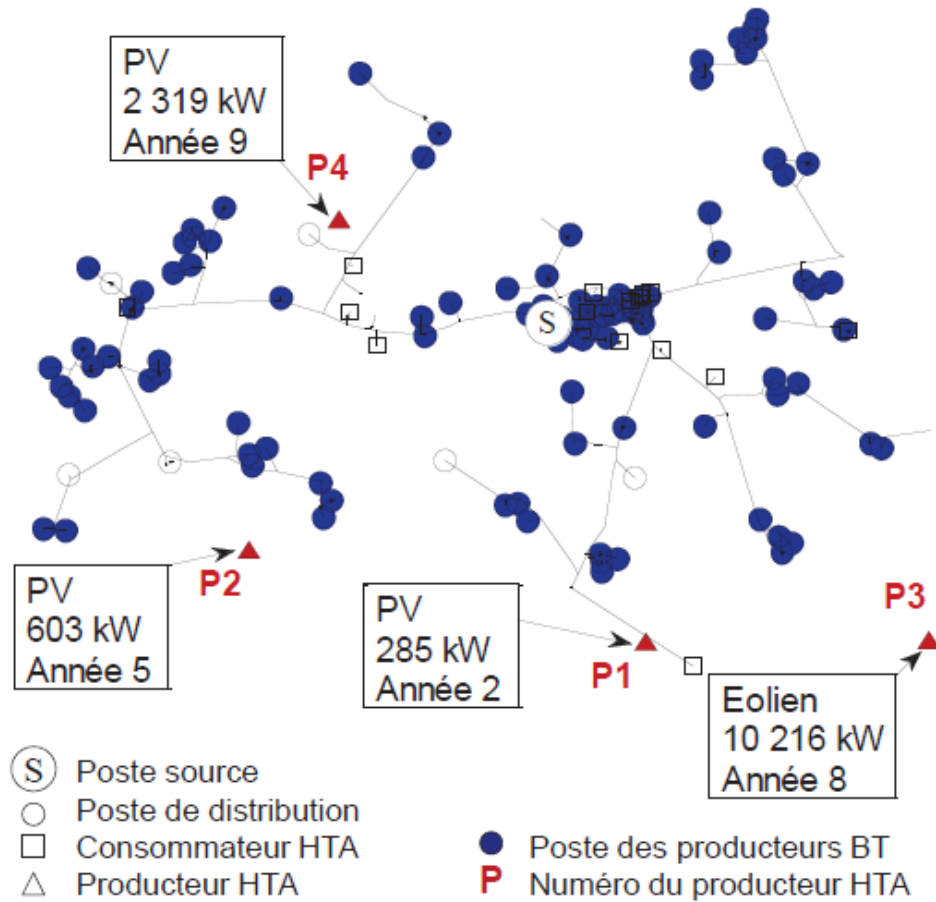 PV
2 319 kW
Année 9
P4
S
PV
603 kW
Année 5
P2
PV
285 kW
Année 2
P1
P3
Eolien
10 216 kW
Année 8
S Poste source
Poste de distribution
Consommateur HTA
Producteur HTA
Poste des producteurs BT
P Numéro du producteur HTA